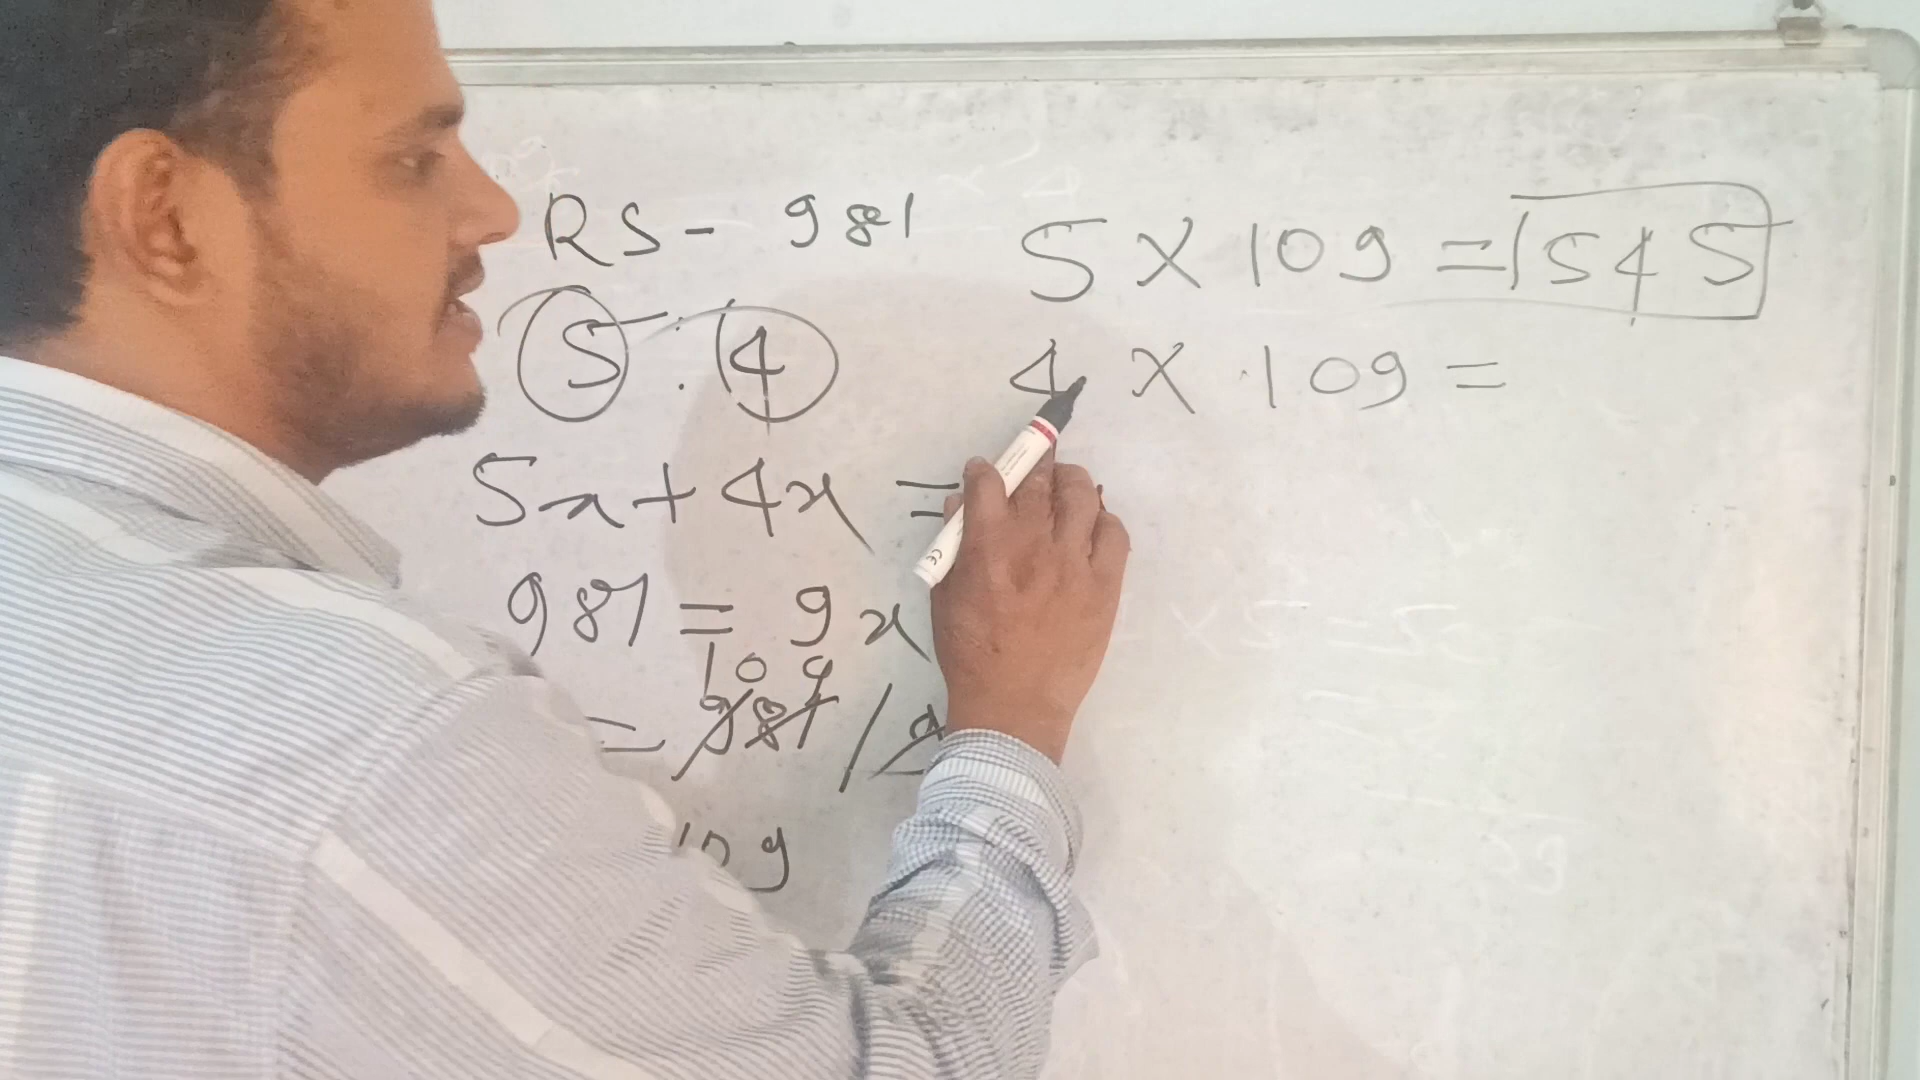 RS - 981
5 : 4
5x + 4x =
981 = 9x
109
= 981 / 9
109
5 X 109 = 545
4 X 109 =